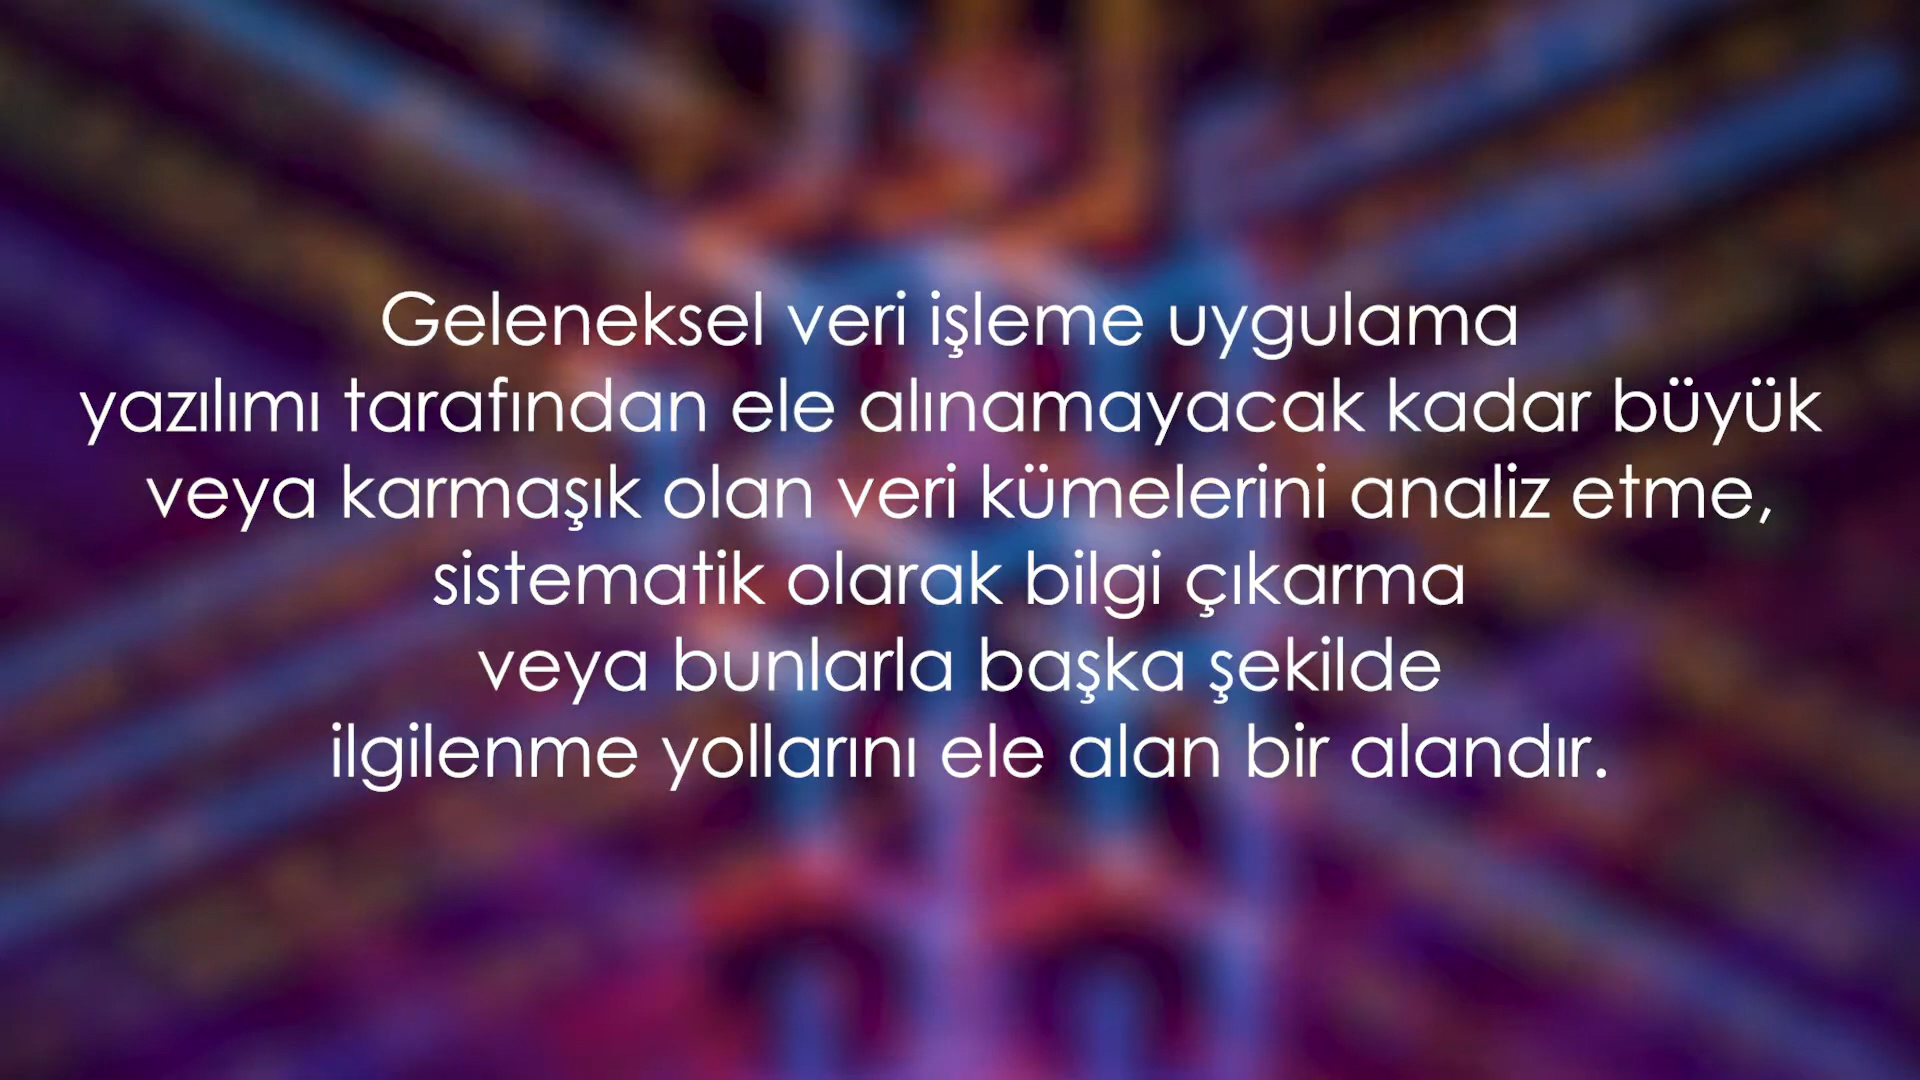 Geleneksel veri işleme uygulama
yazılımı tarafından ele alınamayacak kadar büyük
veya karmaşık olan veri kümelerini analiz etme,
sistematik olarak bilgi çıkarma
veya bunlarla başka şekilde
ilgilenme yollarını ele alan bir alandır.